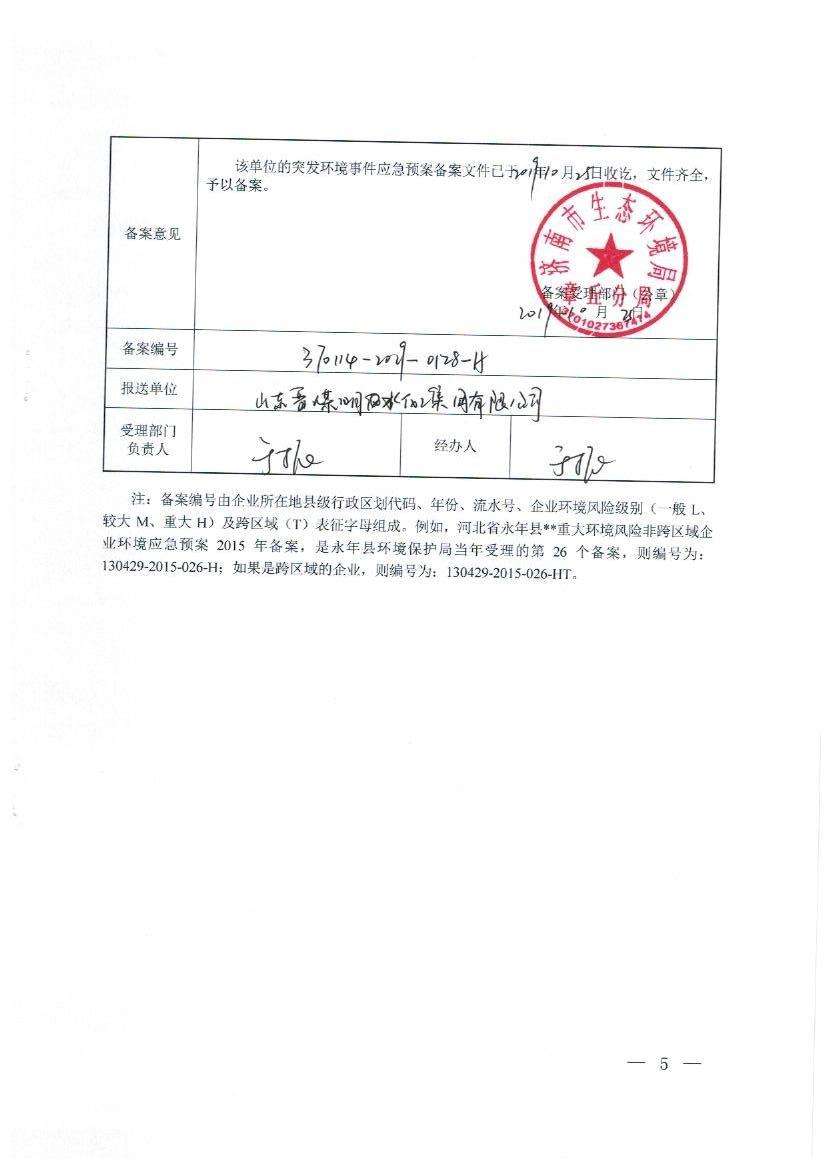 该单位的突发环境事件应急预案备案文件已于2019年10月25日收讫，文件齐全，
予以备案。
备案意见
济南市生态环境局
章丘分局
3701027367474
备案受理部门（公章）
2019年10月25日
备案编号
370114-2019-0128-H
报送单位
山东晋煤明水化工集团有限公司
受理部门
负责人
经办人
注：备案编号由企业所在地县级行政区划代码、年份、流水号、企业环境风险级别（一般 L、
较大 M、重大 H）及跨区域（T）表征字母组成。例如，河北省永年县**重大环境风险非跨区域企
业环境应急预案 2015 年备案，是永年县环境保护局当年受理的第 26 个备案，则编号为：
130429-2015-026-H；如果是跨区域的企业，则编号为：130429-2015-026-HT。
— 5 —